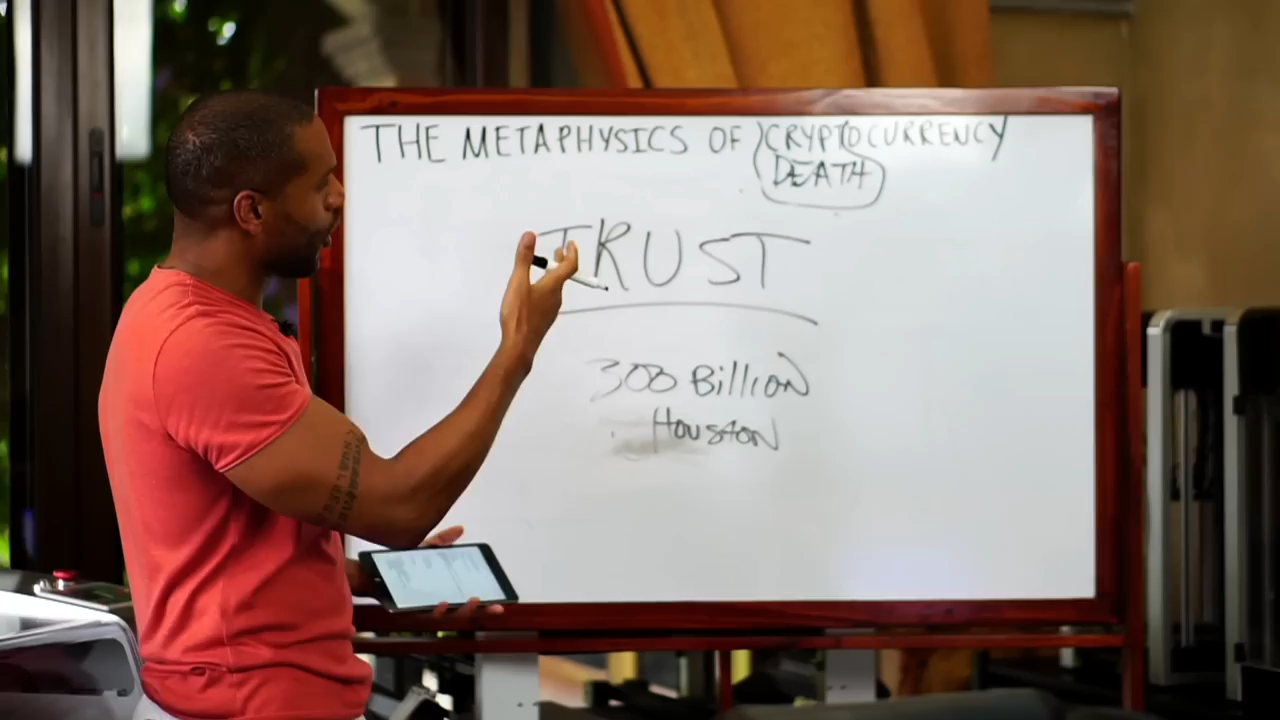 THE METAPHYSICS OF CRYPTOCURRENCY
DEATH
TRUST
300 Billion
Houston